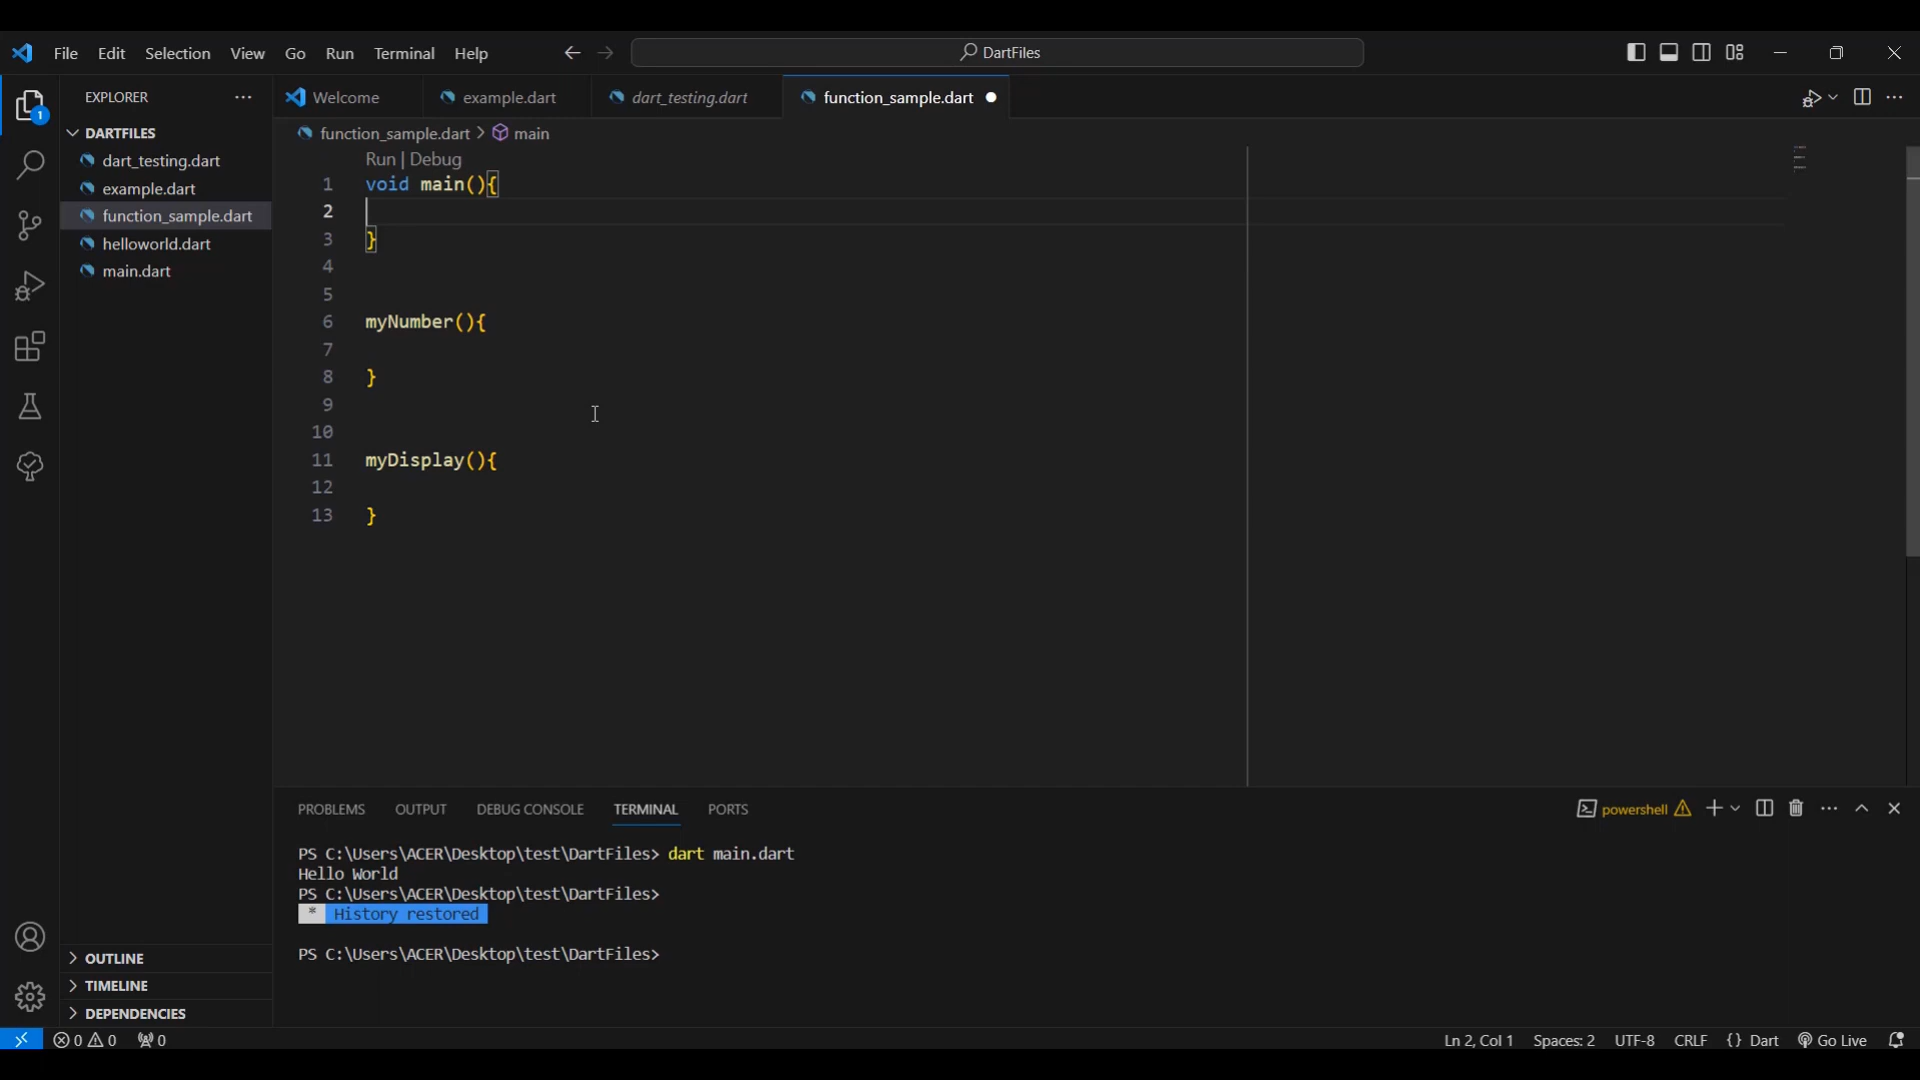 File Edit Selection View Go Run Terminal Help DartFiles
EXPLORER
DARTFILES
dart_testing.dart
example.dart
function_sample.dart
helloworld.dart
main.dart
OUTLINE
TIMELINE
DEPENDENCIES
Welcome example.dart dart_testing.dart function_sample.dart
function_sample.dart > main
Run | Debug
1 void main(){
2
3 }
4
5
6 myNumber(){
7
8 }
9
10
11 myDisplay(){
12
13 }
PROBLEMS OUTPUT DEBUG CONSOLE TERMINAL PORTS powershell
PS C:\Users\ACER\Desktop\test\DartFiles> dart main.dart
Hello World
PS C:\Users\ACER\Desktop\test\DartFiles>
* History restored
PS C:\Users\ACER\Desktop\test\DartFiles>
0 0 0 Ln 2, Col 1 Spaces: 2 UTF-8 CRLF {} Dart Go Live
1